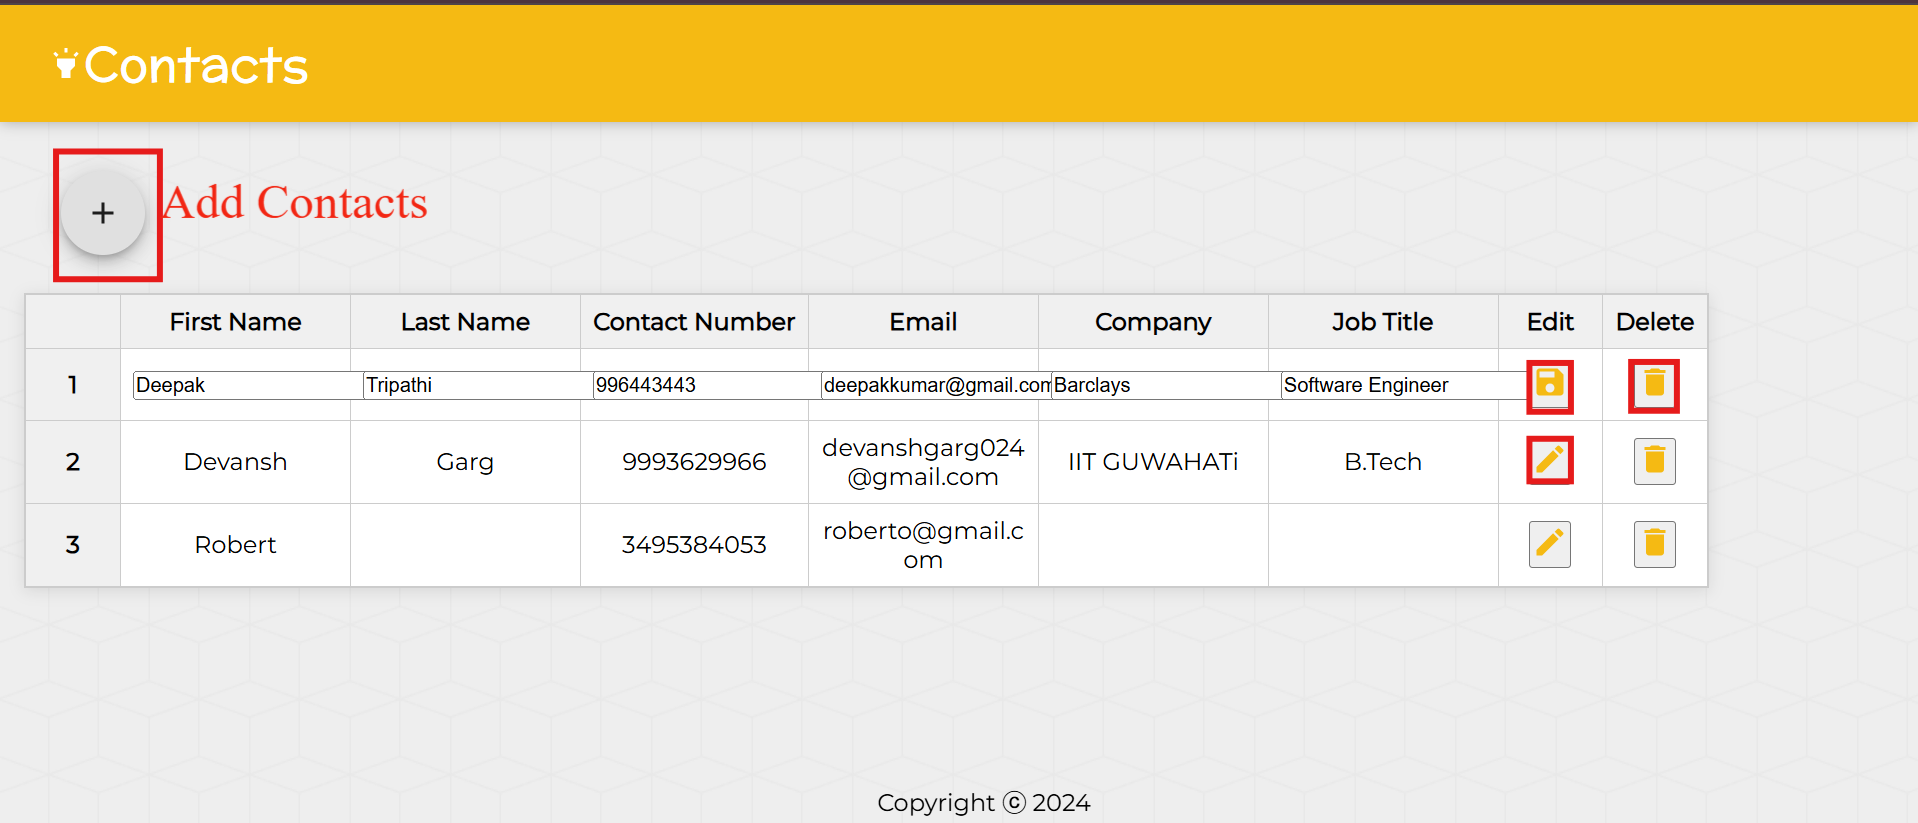 Contacts
+
Add Contacts
First Name Last Name Contact Number Email Company Job Title Edit Delete
1 Deepak Tripathi 996443443 deepakkumar@gmail.com Barclays Software Engineer
2 Devansh Garg 9993629966 devanshgarg024
@gmail.com IIT GUWAHATi B.Tech
3 Robert 3495384053 roberto@gmail.c
om
Copyright ⓒ 2024